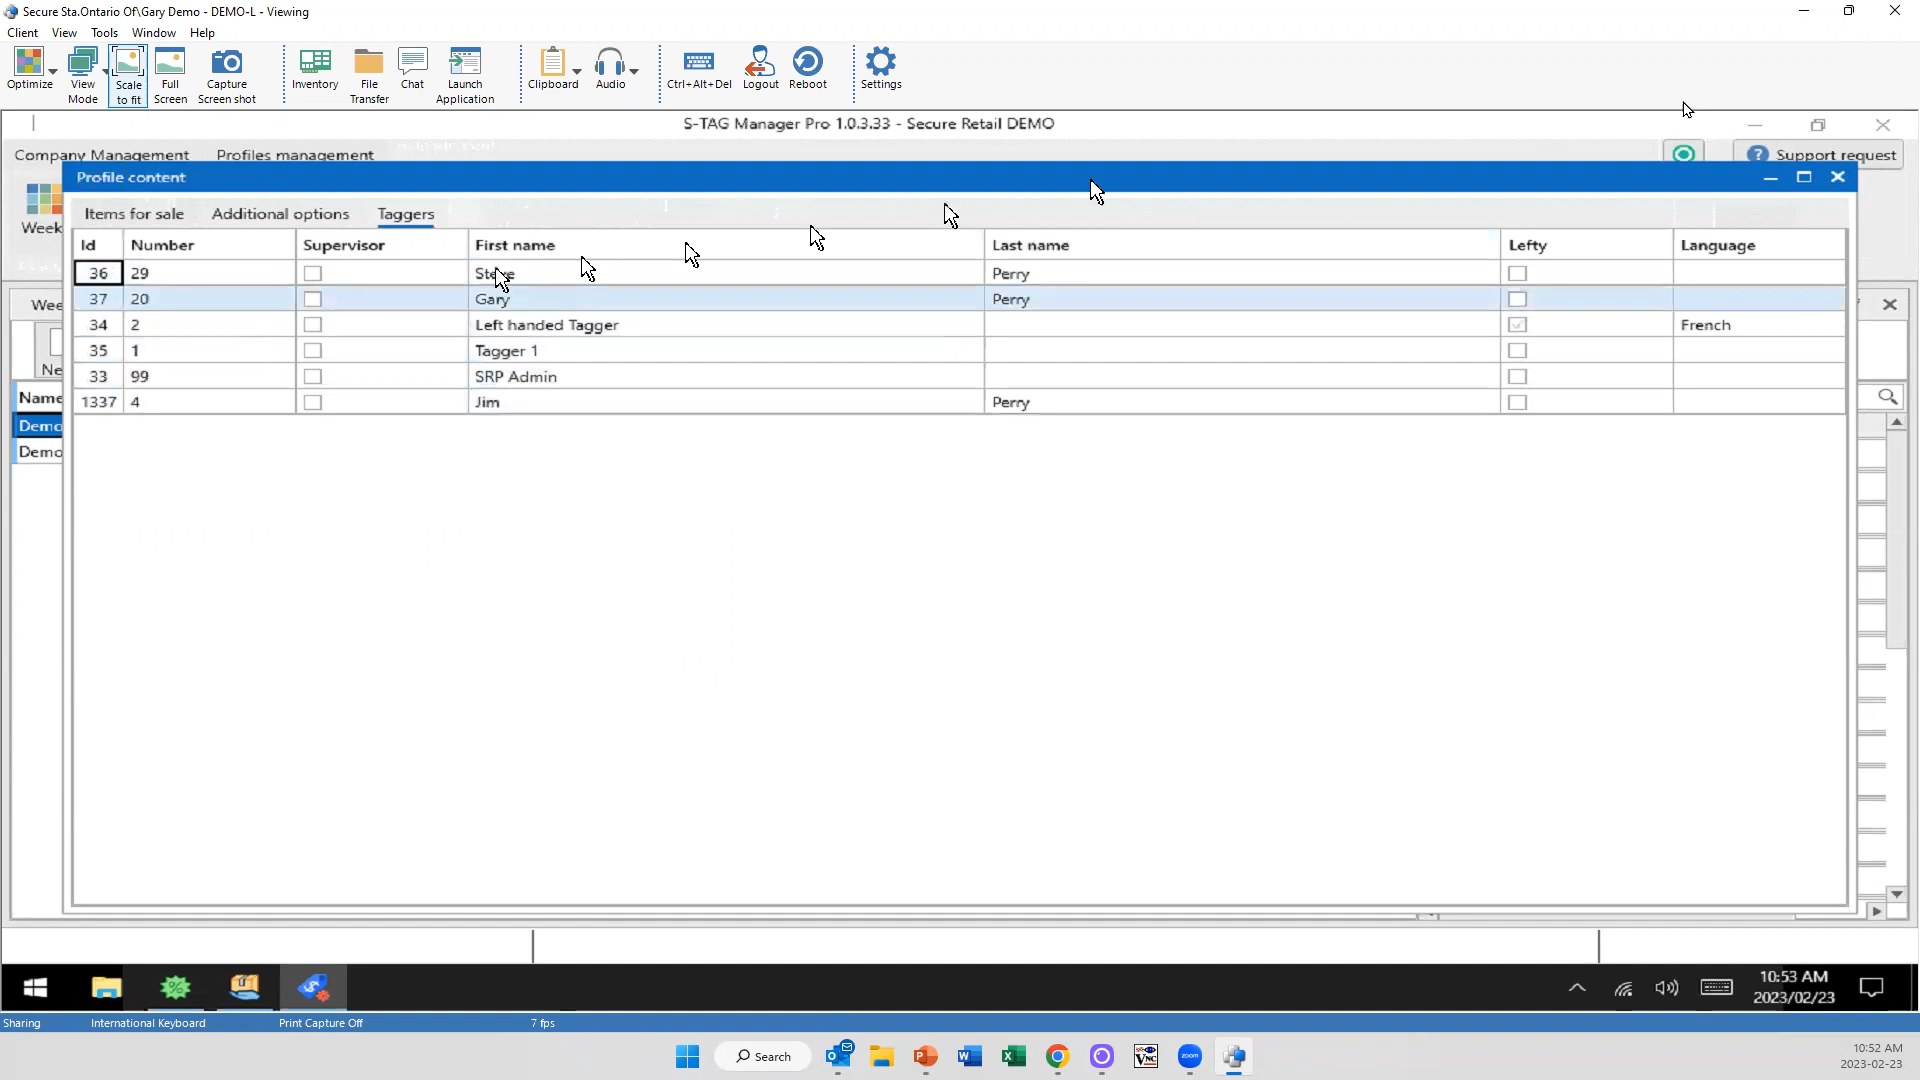 Secure Sta.Ontario Of\Gary Demo - DEMO-L - Viewing
Client View Tools Window Help
Optimize View Mode Scale to fit Full Screen Capture Screen shot Inventory File Transfer Chat Launch Application Clipboard Audio Ctrl+Alt+Del Logout Reboot Settings
S-TAG Manager Pro 1.0.3.33 - Secure Retail DEMO
Company Management Profiles management Support request
Profile content
Items for sale Additional options Taggers
Week
Id Number Supervisor First name Last name Lefty Language
36 29 Steve Perry
37 20 Gary Perry
34 2 Left handed Tagger French
35 1 Tagger 1
33 99 SRP Admin
1337 4 Jim Perry
Wee
Ne
Name
Demo
Demo
10:53 AM
2023/02/23
Sharing International Keyboard Print Capture Off 7 fps
Search
VNC
zoom
10:52 AM
2023-02-23